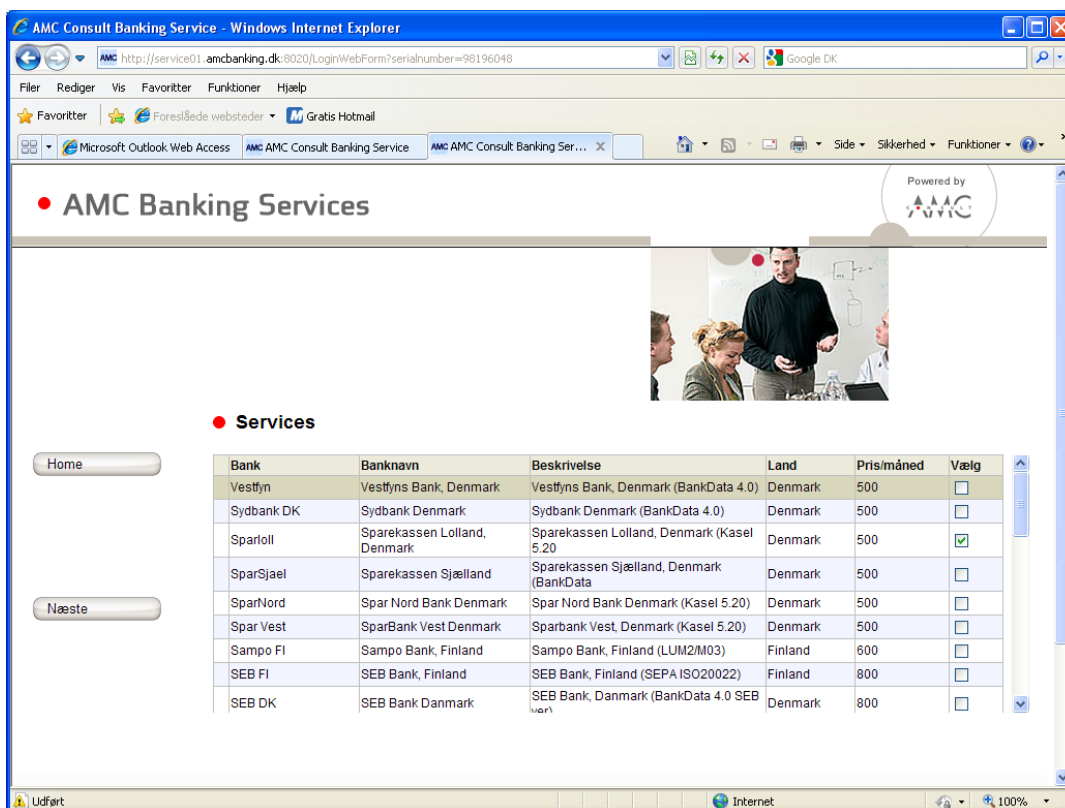 AMC Consult Banking Service - Windows Internet Explorer
AMC http://service01.amcbanking.dk:8020/LoginWebForm?serialnumber=98196048 Google DK
Filer Rediger Vis Favoritter Funktioner Hjælp
Favoritter Foreslåede websteder Gratis Hotmail
Microsoft Outlook Web Access AMC AMC Consult Banking Service AMC AMC Consult Banking Ser... X Side Sikkerhed Funktioner
Powered by
AMC
AMC Banking Services
Services
Home
Næste
Bank Banknavn Beskrivelse Land Pris/måned Vælg
Vestfyn Vestfyns Bank, Denmark Vestfyns Bank, Denmark (BankData 4.0) Denmark 500
Sydbank DK Sydbank Denmark Sydbank Denmark (BankData 4.0) Denmark 500
Sparloll Sparekassen Lolland, Denmark Sparekassen Lolland, Denmark (Kasel 5.20 Denmark 500
SparSjael Sparekassen Sjælland Sparekassen Sjælland, Denmark (BankData Denmark 500
SparNord Spar Nord Bank Denmark Spar Nord Bank Denmark (Kasel 5.20) Denmark 500
Spar Vest SparBank Vest Denmark Sparbank Vest, Denmark (Kasel 5.20) Denmark 500
Sampo FI Sampo Bank, Finland Sampo Bank, Finland (LUM2/M03) Finland 600
SEB FI SEB Bank, Finland SEB Bank, Finland (SEPA ISO20022) Finland 800
SEB DK SEB Bank Danmark SEB Bank, Danmark (BankData 4.0 SEB ver) Denmark 800
Udført Internet 100%